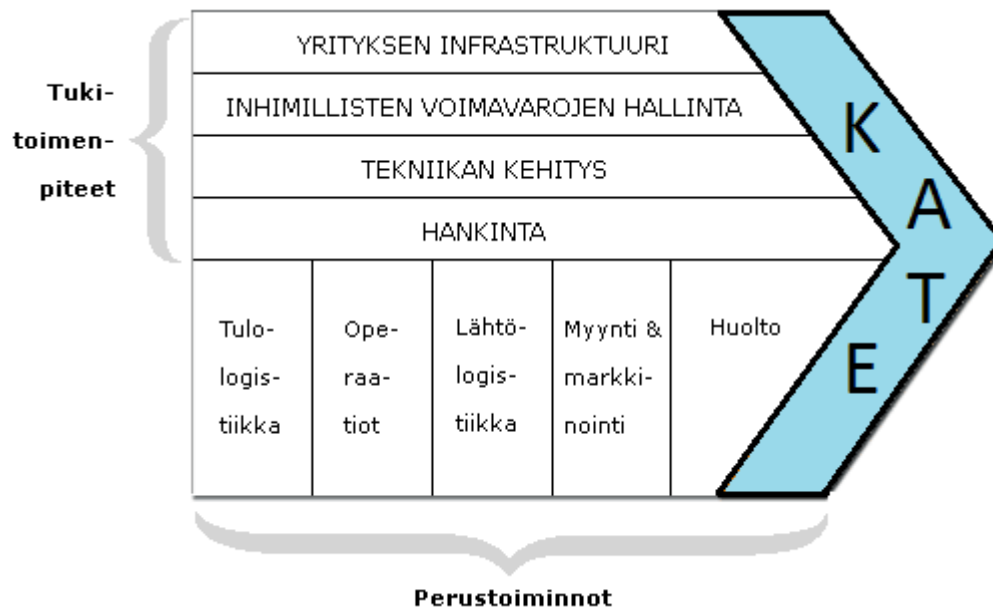 YRITYKSEN INFRASTRUKTUURI
INHIMILLISTEN VOIMAVAROJEN HALLINTA
TEKNIIKAN KEHITYS
HANKINTA
Tuki-
toimen-
piteet
Tulo-
logis-
tiikka
Ope-
raa-
tiot
Lähtö-
logis-
tiikka
Myynti &
markki-
nointi
Huolto
K
A
T
E
Perustoiminnot